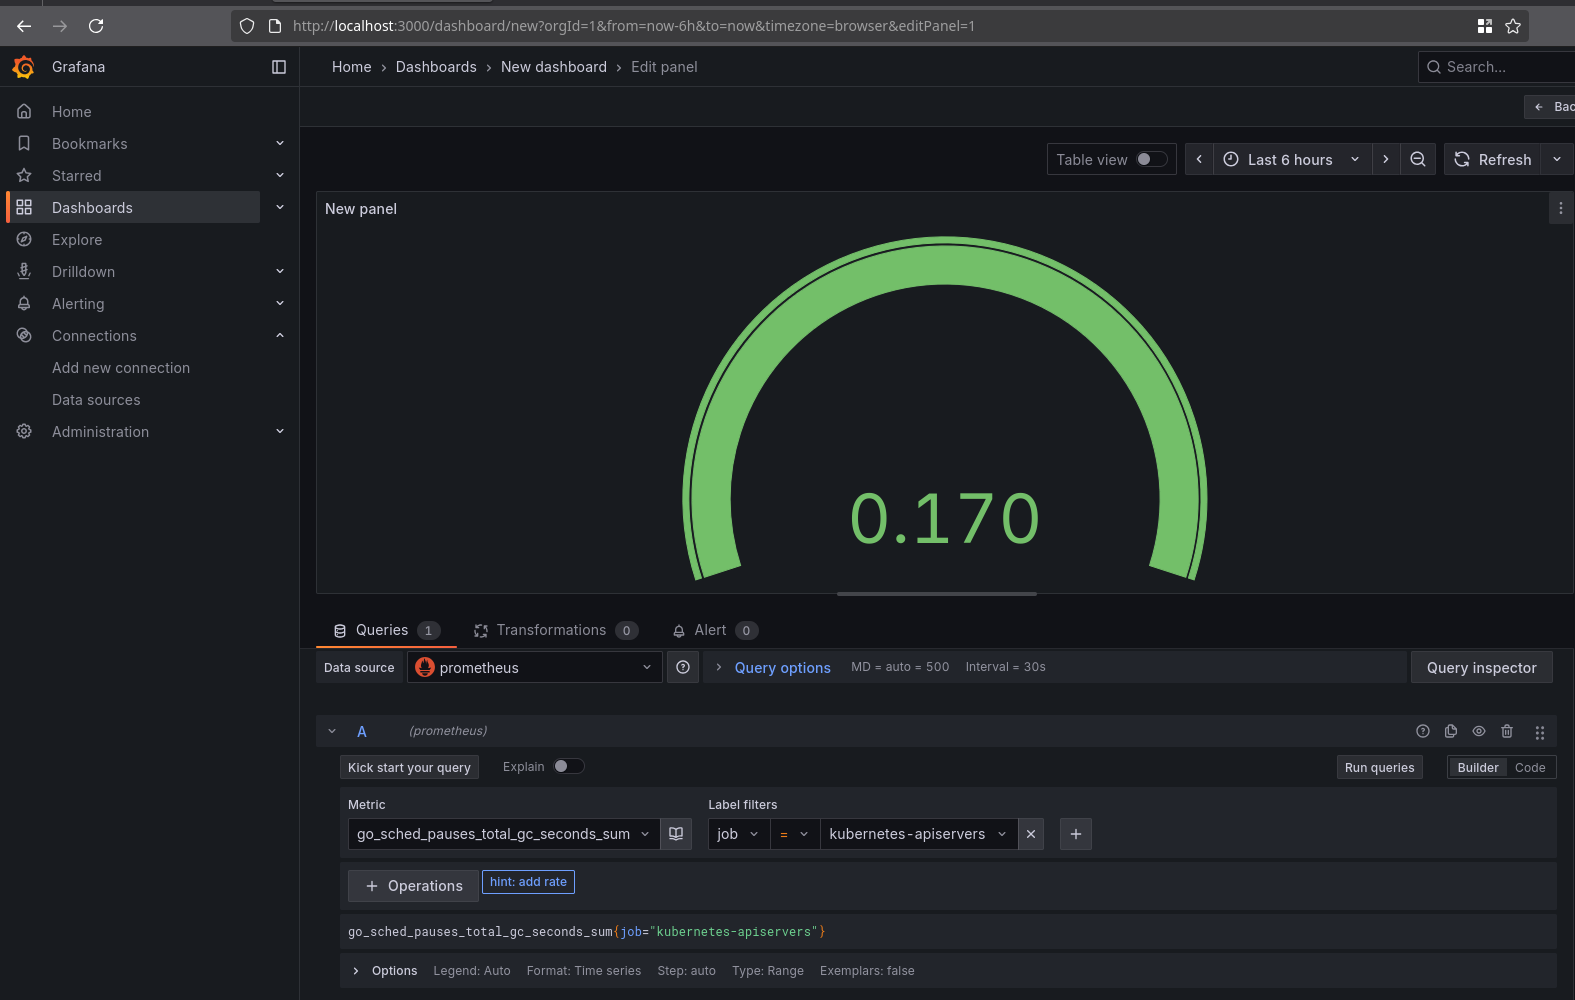 http://localhost:3000/dashboard/new?orgId=1&from=now-6h&to=now&timezone=browser&editPanel=1
Grafana
Home › Dashboards › New dashboard › Edit panel
Search...
Home
Bookmarks
Starred
Dashboards
Explore
Drilldown
Alerting
Connections
Add new connection
Data sources
Administration
Table view
Last 6 hours
Refresh
New panel
0.170
Queries 1
Transformations 0
Alert 0
Data source
prometheus
Query options
MD = auto = 500
Interval = 30s
Query inspector
A
(prometheus)
Kick start your query
Explain
Run queries
Builder
Code
Metric
Label filters
go_sched_pauses_total_gc_seconds_sum
job
=
kubernetes-apiservers
+ Operations
hint: add rate
go_sched_pauses_total_gc_seconds_sum{job="kubernetes-apiservers"}
Options
Legend: Auto
Format: Time series
Step: auto
Type: Range
Exemplars: false